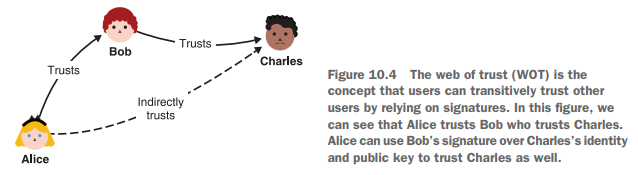 Bob
Trusts
Charles
Trusts
Indirectly
trusts
Alice
Figure 10.4 The web of trust (WOT) is the
concept that users can transitively trust other
users by relying on signatures. In this figure, we
can see that Alice trusts Bob who trusts Charles.
Alice can use Bob’s signature over Charles’s identity
and public key to trust Charles as well.